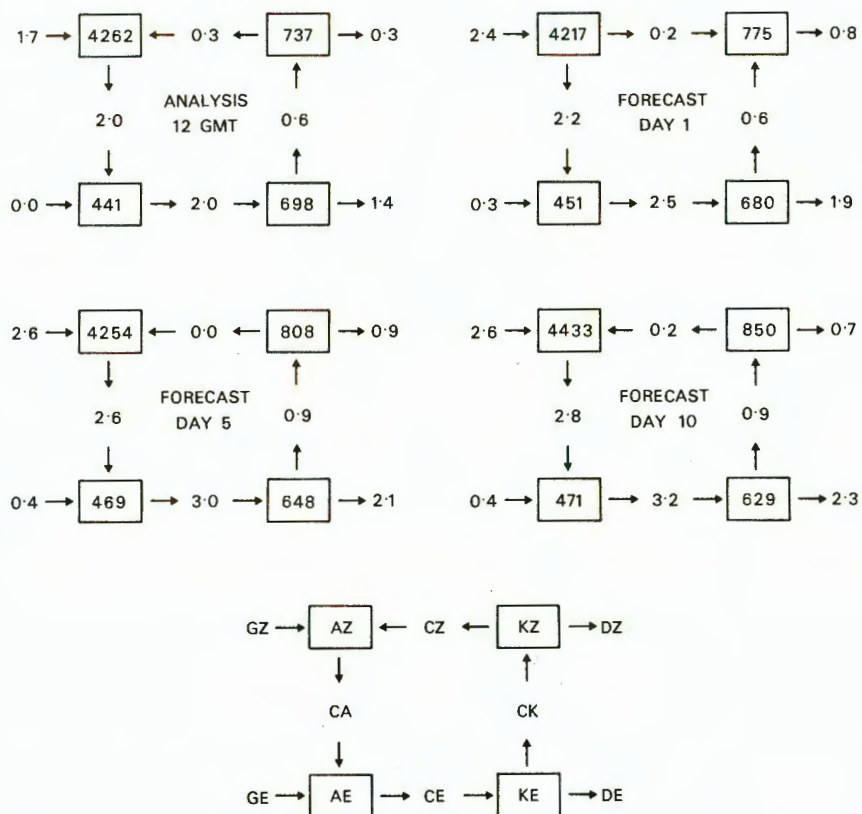 1·7 4262 0·3 737 0·3
2·0 ANALYSIS 12 GMT 0·6
0·0 441 2·0 698 1·4
2·4 4217 0·2 775 0·8
2·2 FORECAST DAY 1 0·6
0·3 451 2·5 680 1·9
2·6 4254 0·0 808 0·9
2·6 FORECAST DAY 5 0·9
0·4 469 3·0 648 2·1
2·6 4433 0·2 850 0·7
2·8 FORECAST DAY 10 0·9
0·4 471 3·2 629 2·3
GZ AZ CZ KZ DZ
CA CK
GE AE CE KE DE